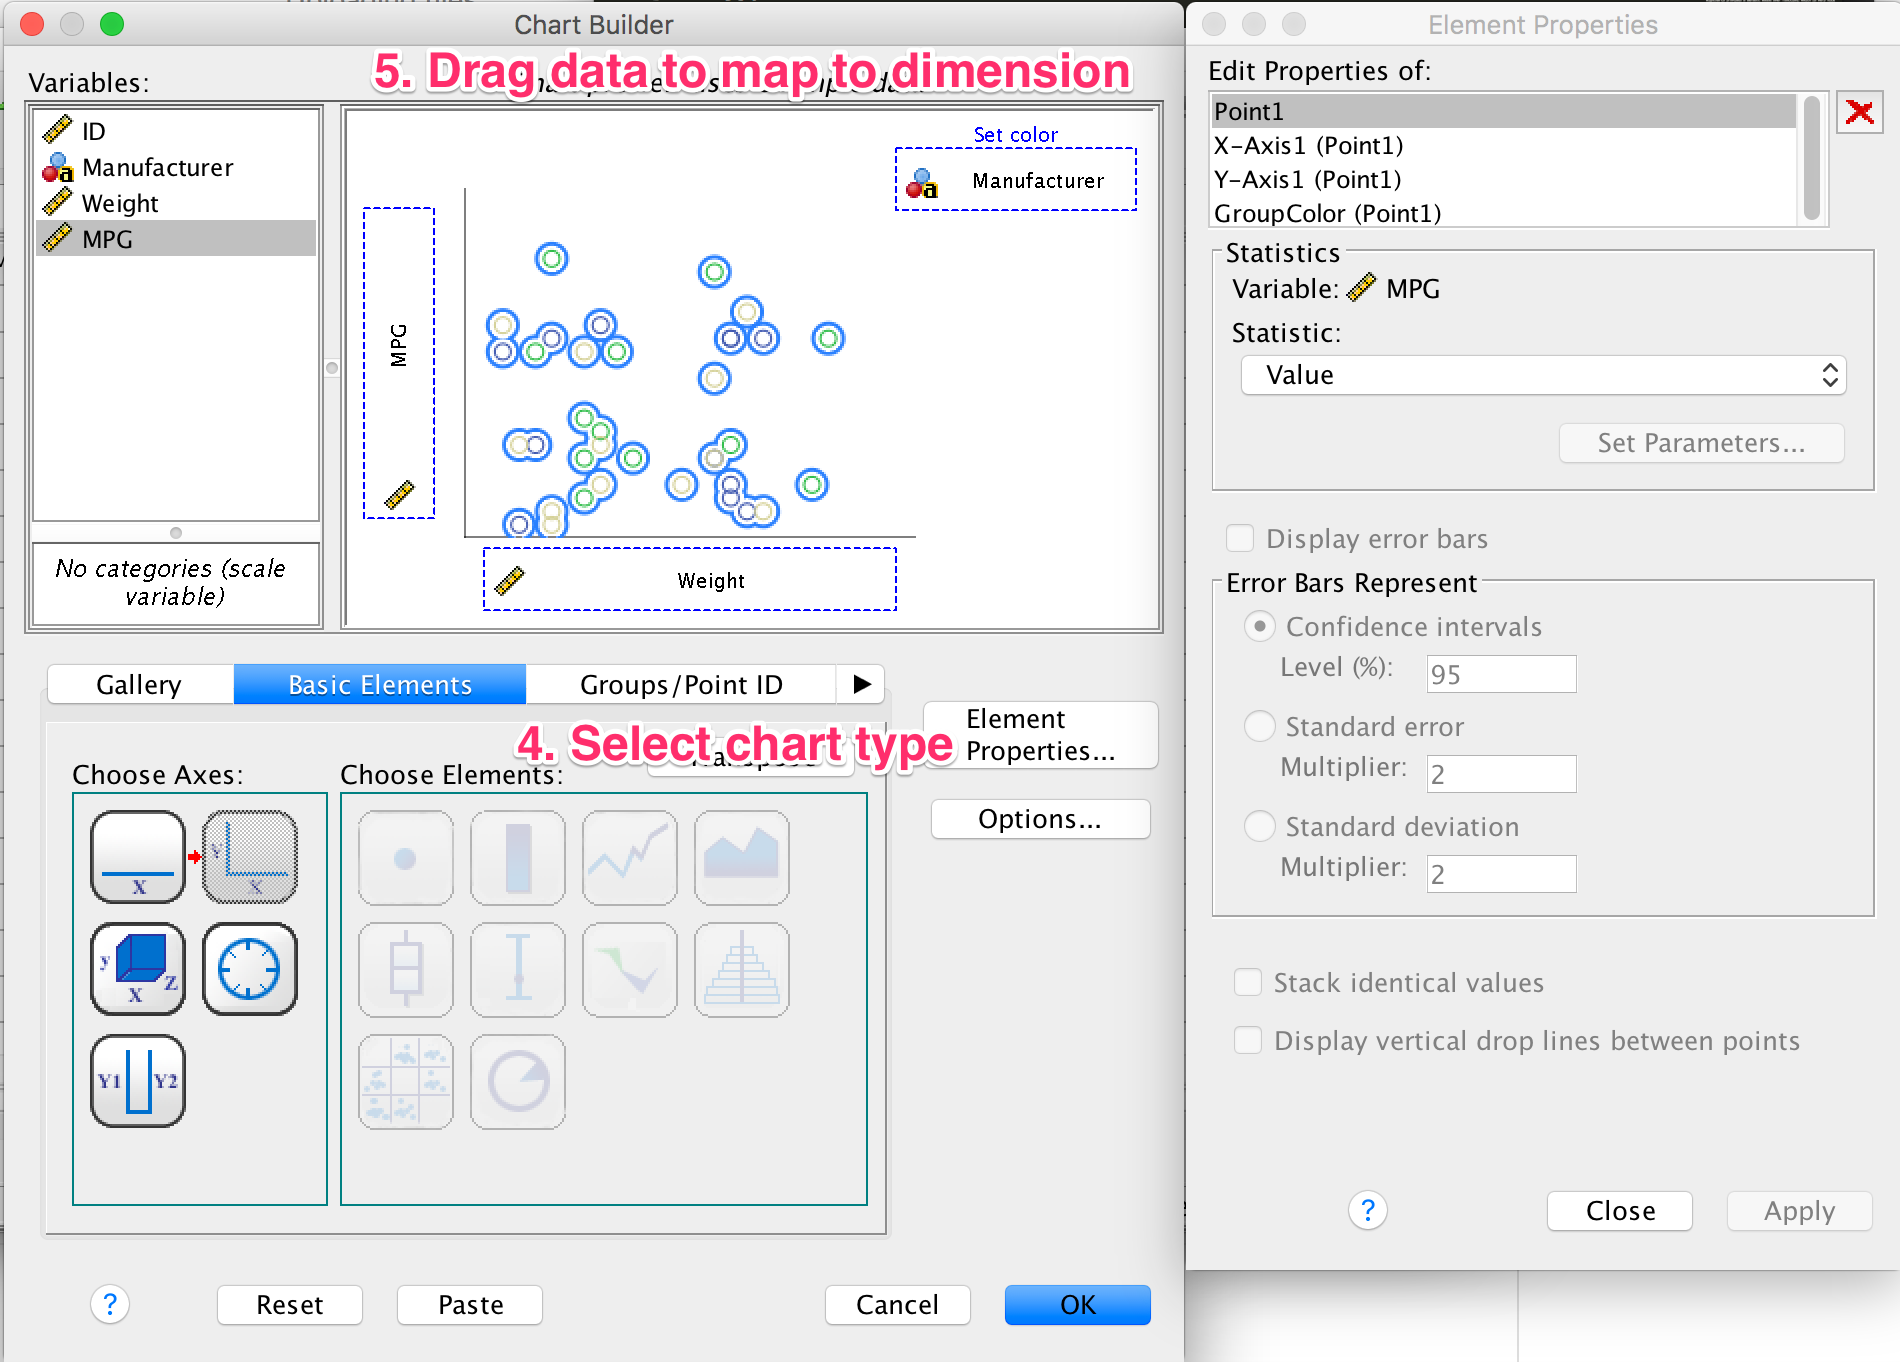 Chart Builder
5. Drag data to map to dimension
Variables:
ID
Manufacturer
Weight
MPG
No categories (scale
variable)
Set color
Manufacturer
MPG
Weight
Gallery
Basic Elements
Groups/Point ID
4. Select chart type
Element
Properties...
Options...
Choose Axes:
Choose Elements:
X
Y
X
y
X
Z
Y1
Y2
?
Reset
Paste
Cancel
OK
Element Properties
Edit Properties of:
Point1
X-Axis1 (Point1)
Y-Axis1 (Point1)
GroupColor (Point1)
Statistics
Variable: MPG
Statistic:
Value
Set Parameters...
Display error bars
Error Bars Represent
Confidence intervals
Level (%): 95
Standard error
Multiplier: 2
Standard deviation
Multiplier: 2
Stack identical values
Display vertical drop lines between points
?
Close
Apply